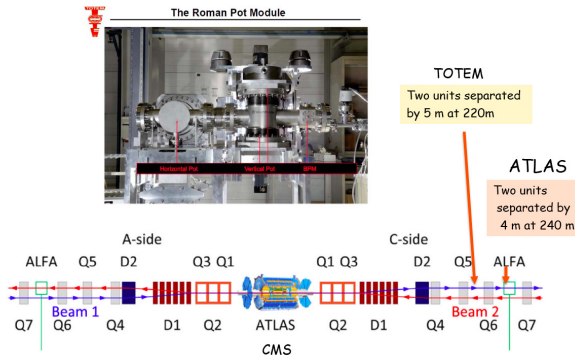 TOTEM
The Roman Pot Module
Horizontal Pot
Vertical Pot
BPM
TOTEM
Two units separated
by 5 m at 220m
ATLAS
Two units
separated by
4 m at 240 m
A-side
C-side
ALFA
Q5
D2
Q3
Q1
Q1
Q3
D2
Q5
ALFA
Beam 1
Beam 2
Q7
Q6
Q4
D1
Q2
ATLAS
Q2
D1
Q4
Q6
Q7
CMS